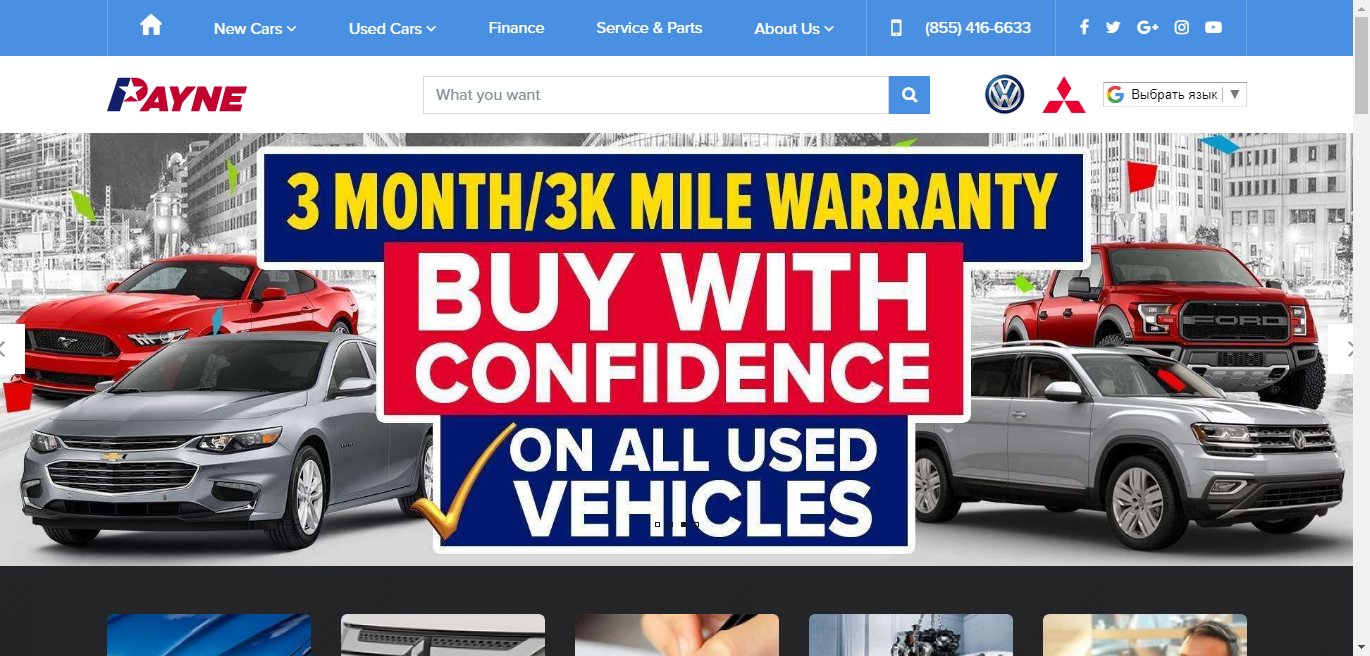 New Cars
Used Cars
Finance
Service & Parts
About Us
(855) 416-6633
PAYNE
What you want
Выбрать язык
3 MONTH/3K MILE WARRANTY
BUY WITH
CONFIDENCE
ON ALL USED
VEHICLES
FORD